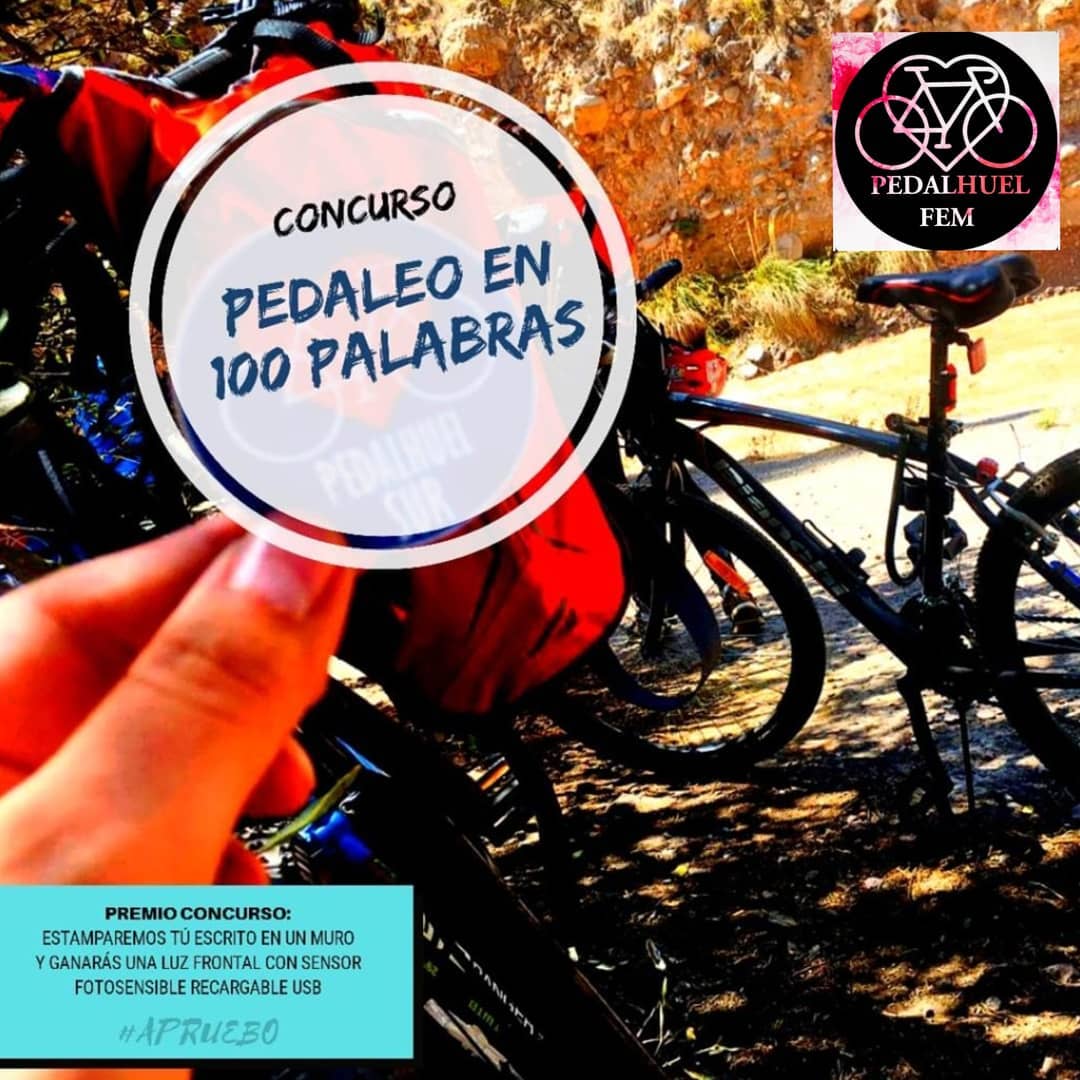 PEDALHUEL
FEM
CONCURSO
PEDALEO EN
100 PALABRAS
PEDALHUEL
SUR
PREMIO CONCURSO:
ESTAMPAREMOS TÚ ESCRITO EN UN MURO
Y GANARÁS UNA LUZ FRONTAL CON SENSOR
FOTOSENSIBLE RECARGABLE USB
#APRUEBO